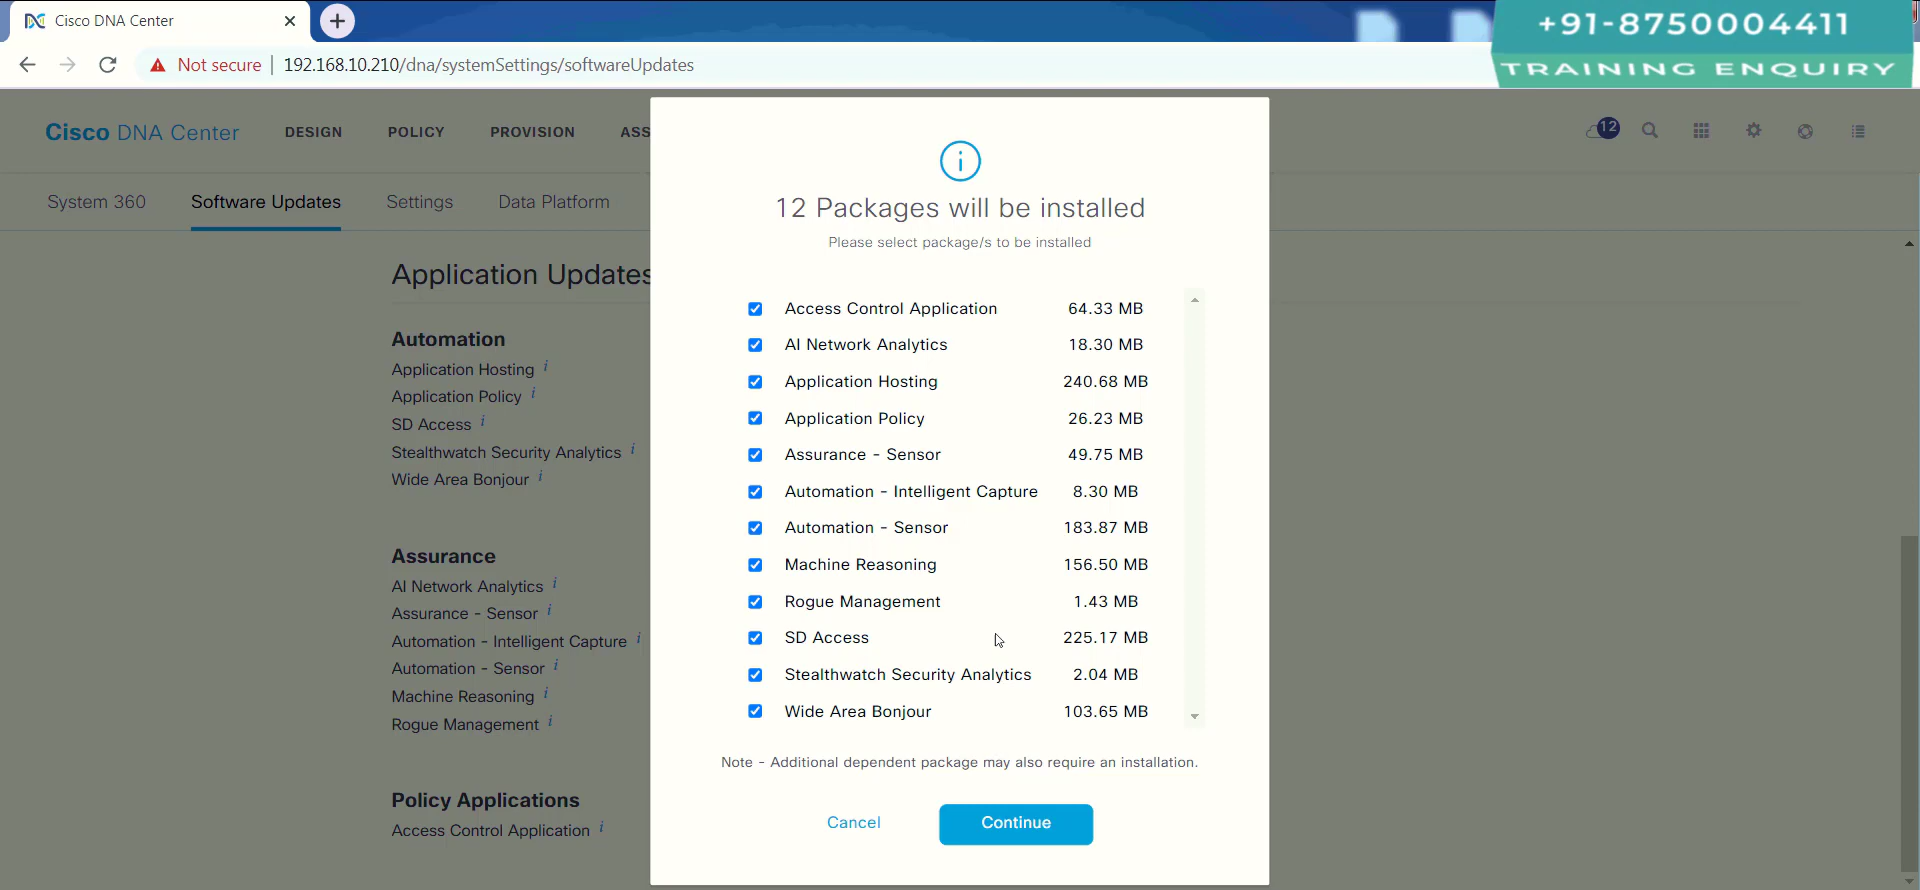 Cisco DNA Center
+91-8750004411
Not secure | 192.168.10.210/dna/systemSettings/softwareUpdates
TRAINING ENQUIRY
Cisco DNA Center DESIGN POLICY PROVISION ASS
12
System 360 Software Updates Settings Data Platform
Application Updates
Automation
Application Hosting i
Application Policy i
SD Access i
Stealthwatch Security Analytics i
Wide Area Bonjour i
Assurance
AI Network Analytics i
Assurance - Sensor i
Automation - Intelligent Capture i
Automation - Sensor i
Machine Reasoning i
Rogue Management i
Policy Applications
Access Control Application i
i
12 Packages will be installed
Please select package/s to be installed
Access Control Application 64.33 MB
AI Network Analytics 18.30 MB
Application Hosting 240.68 MB
Application Policy 26.23 MB
Assurance - Sensor 49.75 MB
Automation - Intelligent Capture 8.30 MB
Automation - Sensor 183.87 MB
Machine Reasoning 156.50 MB
Rogue Management 1.43 MB
SD Access 225.17 MB
Stealthwatch Security Analytics 2.04 MB
Wide Area Bonjour 103.65 MB
Note - Additional dependent package may also require an installation.
Cancel Continue